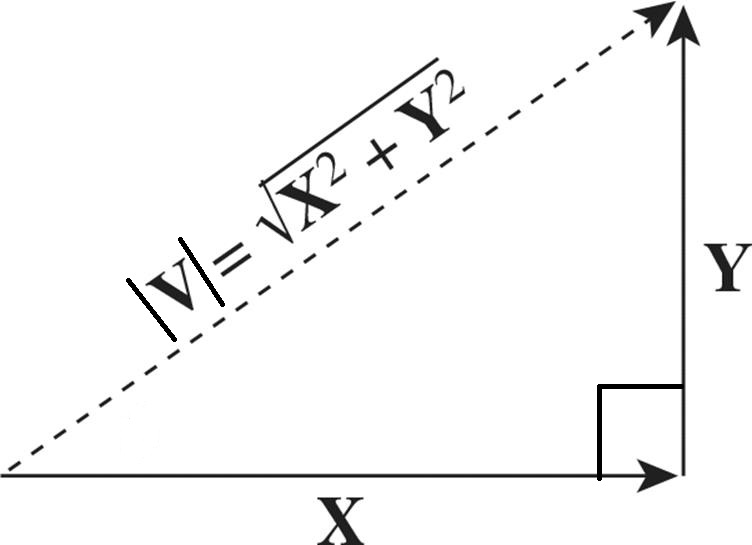 |V| = √X² + Y²
Y
X